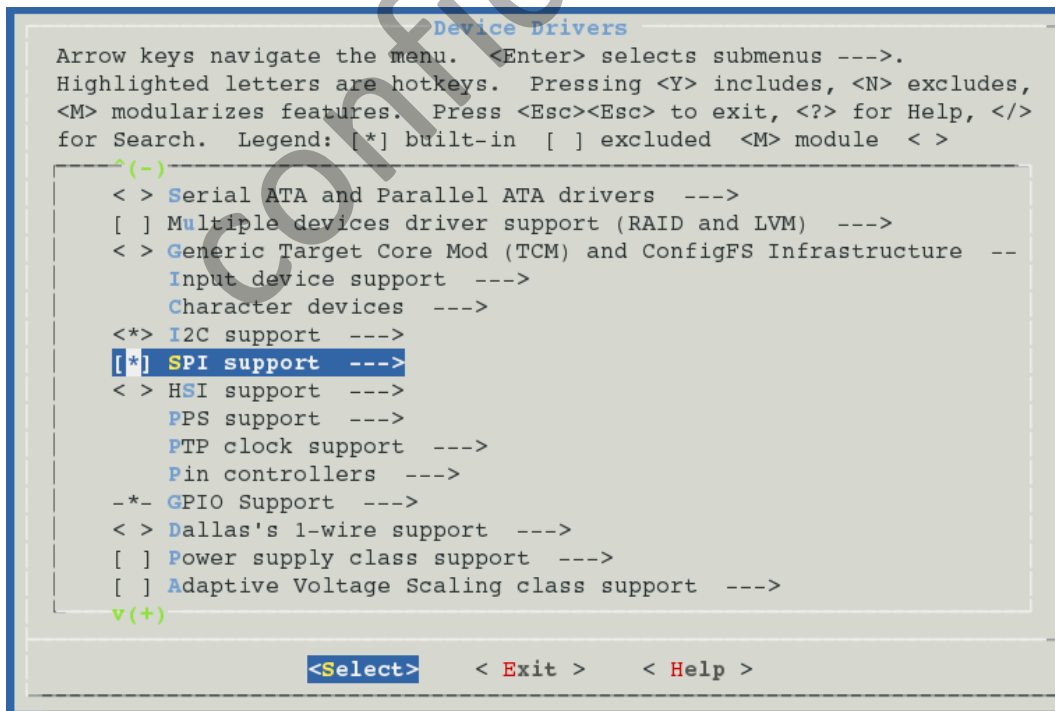 Device Drivers
Arrow keys navigate the menu.  <Enter> selects submenus --->.
Highlighted letters are hotkeys.  Pressing <Y> includes, <N> excludes,
<M> modularizes features.  Press <Esc><Esc> to exit, <?> for Help, </>
for Search.  Legend: [*] built-in  [ ] excluded  <M> module  < >
^(-)
< > Serial ATA and Parallel ATA drivers  --->
[ ] Multiple devices driver support (RAID and LVM)  --->
< > Generic Target Core Mod (TCM) and ConfigFS Infrastructure  --
Input device support  --->
Character devices  --->
<*> I2C support  --->
[*] SPI support  --->
< > HSI support  --->
PPS support  --->
PTP clock support  --->
Pin controllers  --->
-*- GPIO Support  --->
< > Dallas's 1-wire support  --->
[ ] Power supply class support  --->
[ ] Adaptive Voltage Scaling class support  --->
v(+)
<Select>    < Exit >    < Help >